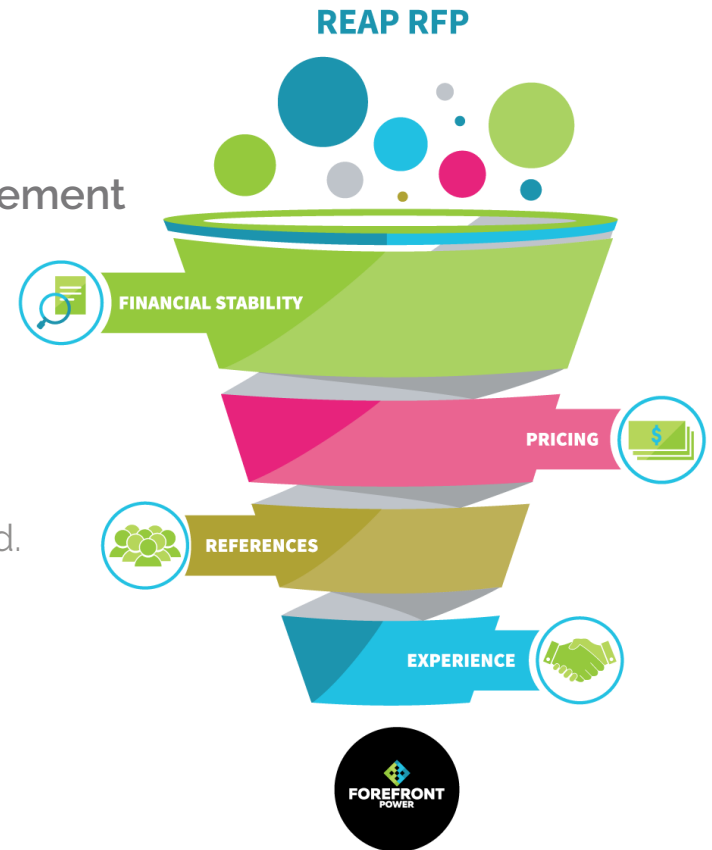 REAP RFP
ement
FINANCIAL STABILITY
$
PRICING
d.
REFERENCES
EXPERIENCE
FOREFRONT
POWER